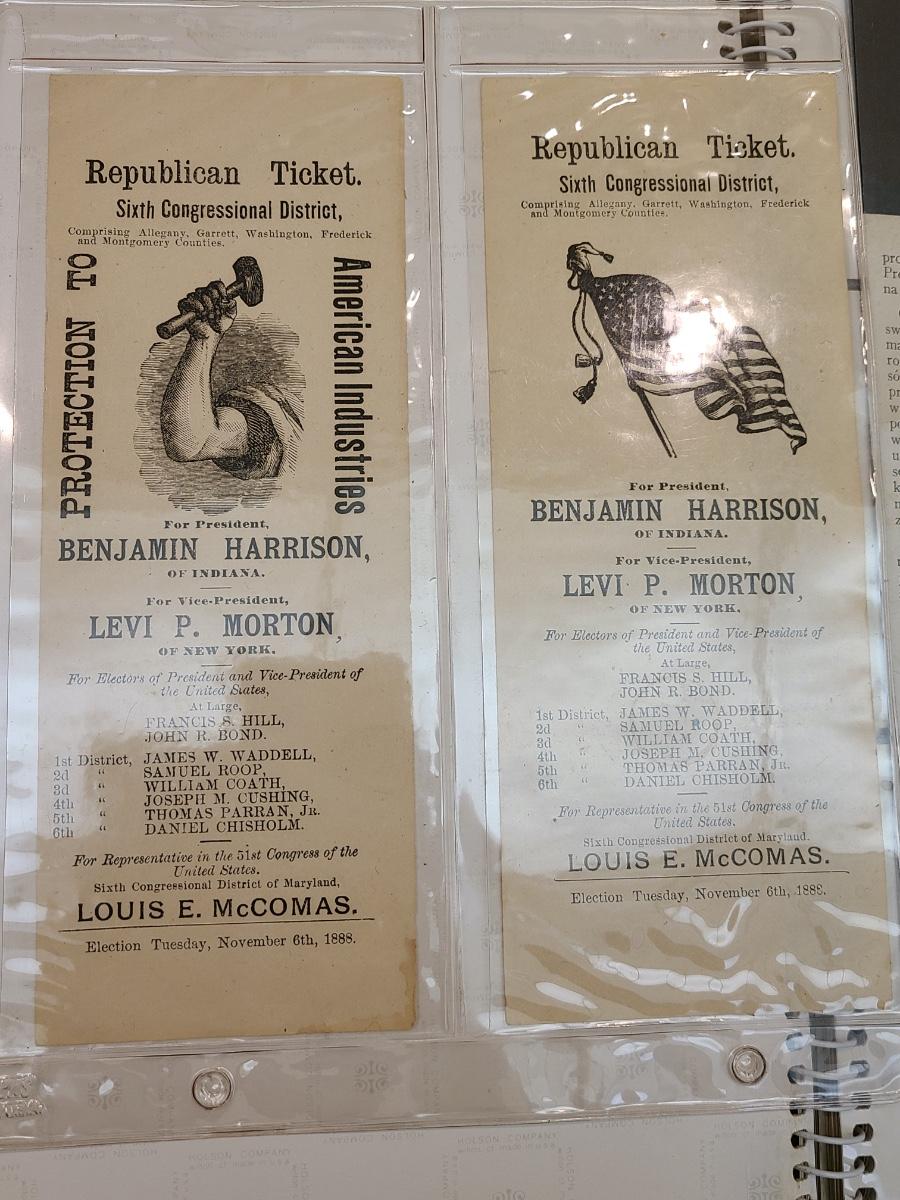 Republican Ticket.
Sixth Congressional District,
Comprising Allegany, Garrett, Washington, Frederick
and Montgomery Counties.
PROTECTION TO
American Industries
For President,
BENJAMIN HARRISON,
OF INDIANA.
For Vice-President,
LEVI P. MORTON,
OF NEW YORK.
For Electors of President and Vice-President of
the United States,
At Large,
FRANCIS S. HILL,
JOHN R. BOND.
1st District, JAMES W. WADDELL,
2d “ SAMUEL ROOP,
3d “ WILLIAM COATH,
4th “ JOSEPH M. CUSHING,
5th “ THOMAS PARRAN, JR.
6th “ DANIEL CHISHOLM.
For Representative in the 51st Congress of the
United States.
Sixth Congressional District of Maryland,
LOUIS E. McCOMAS.
Election Tuesday, November 6th, 1888.
Republican Ticket.
Sixth Congressional District,
Comprising Allegany, Garrett, Washington, Frederick
and Montgomery Counties.
For President,
BENJAMIN HARRISON,
OF INDIANA.
For Vice-President,
LEVI P. MORTON,
OF NEW YORK.
For Electors of President and Vice-President of
the United States,
At Large,
FRANCIS S. HILL,
JOHN R. BOND.
1st District, JAMES W. WADDELL,
2d “ SAMUEL ROOP,
3d “ WILLIAM COATH,
4th “ JOSEPH M. CUSHING,
5th “ THOMAS PARRAN, JR.
6th “ DANIEL CHISHOLM.
For Representative in the 51st Congress of the
United States.
Sixth Congressional District of Maryland.
LOUIS E. McCOMAS.
Election Tuesday, November 6th, 1888.
HOLSON COMPANY
HOLSON COMPANY